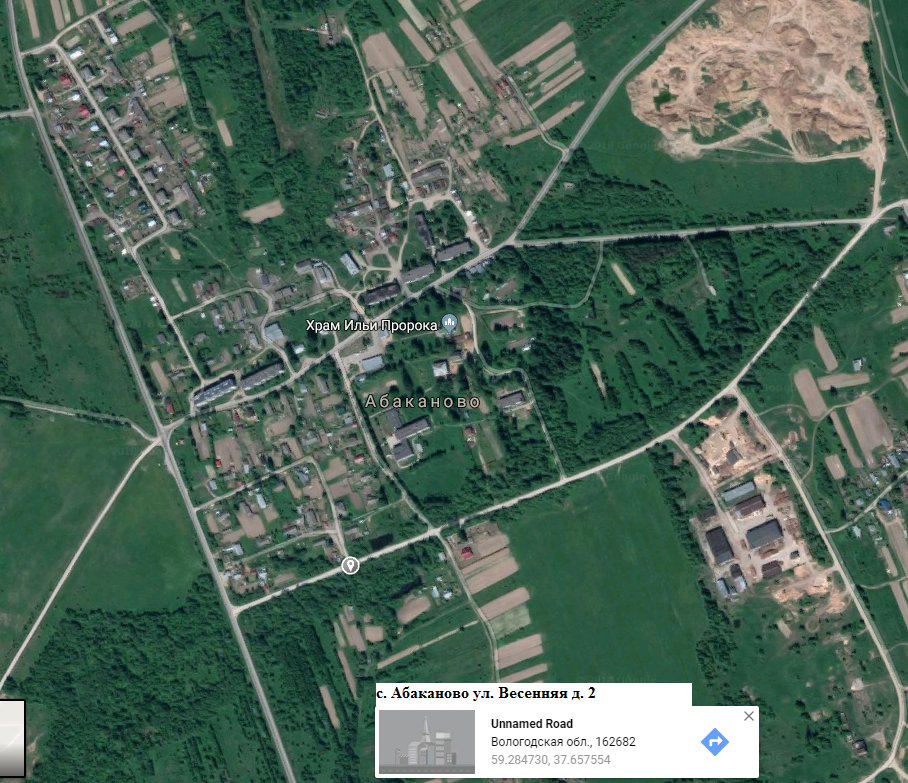 Храм Ильи Пророка
Абаканово
с. Абаканово ул. Весенняя д. 2
Unnamed Road
Вологодская обл., 162682
59.284730, 37.657554